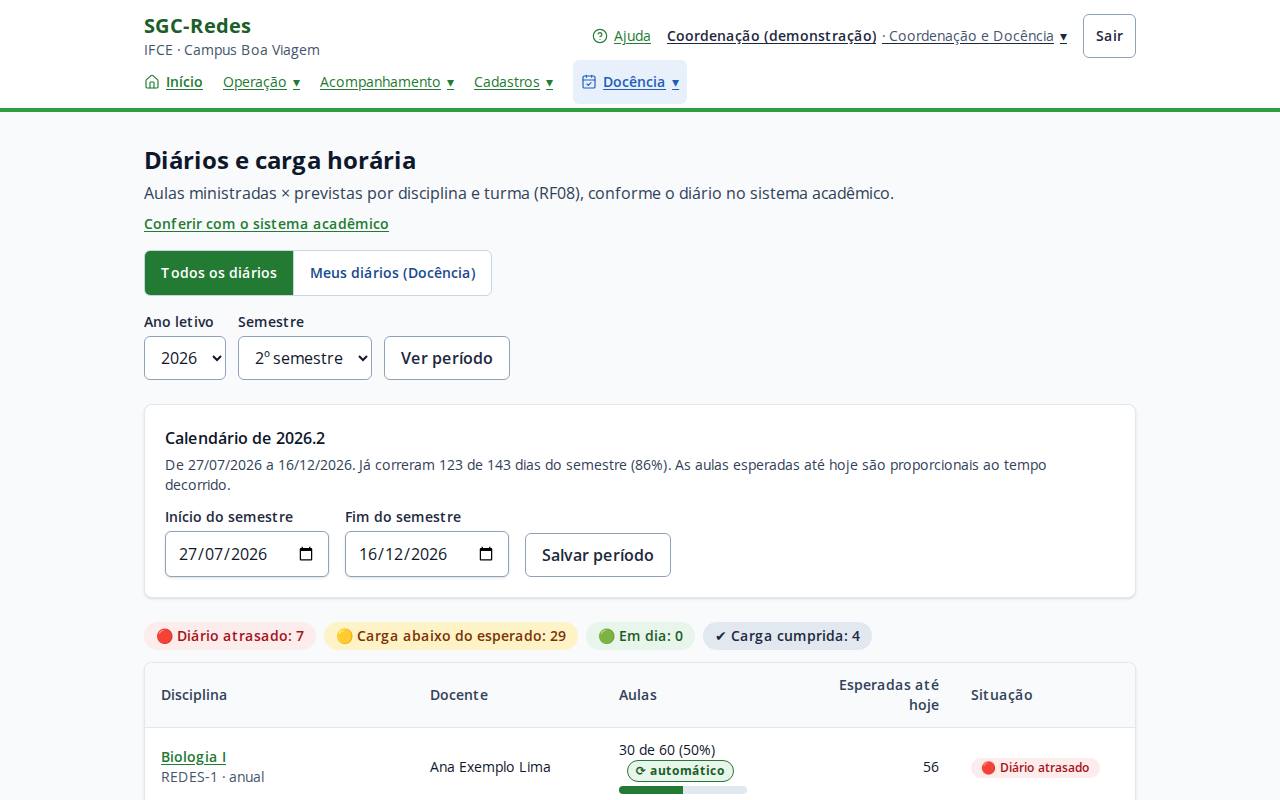 SGC-Redes
IFCE · Campus Boa Viagem
Ajuda
Coordenação (demonstração) · Coordenação e Docência ▾
Sair
Início
Operação ▾
Acompanhamento ▾
Cadastros ▾
Docência ▾
Diários e carga horária
Aulas ministradas × previstas por disciplina e turma (RF08), conforme o diário no sistema acadêmico.
Conferir com o sistema acadêmico
Todos os diários
Meus diários (Docência)
Ano letivo
Semestre
2026
2º semestre
Ver período
Calendário de 2026.2
De 27/07/2026 a 16/12/2026. Já correram 123 de 143 dias do semestre (86%). As aulas esperadas até hoje são proporcionais ao tempo
decorrido.
Início do semestre
Fim do semestre
27/07/2026
16/12/2026
Salvar período
🔴 Diário atrasado: 7
🟡 Carga abaixo do esperado: 29
🟢 Em dia: 0
✔ Carga cumprida: 4
Disciplina
Docente
Aulas
Esperadas até
hoje
Situação
Biologia I
REDES-1 · anual
Ana Exemplo Lima
30 de 60 (50%)
⟳ automático
56
🔴 Diário atrasado